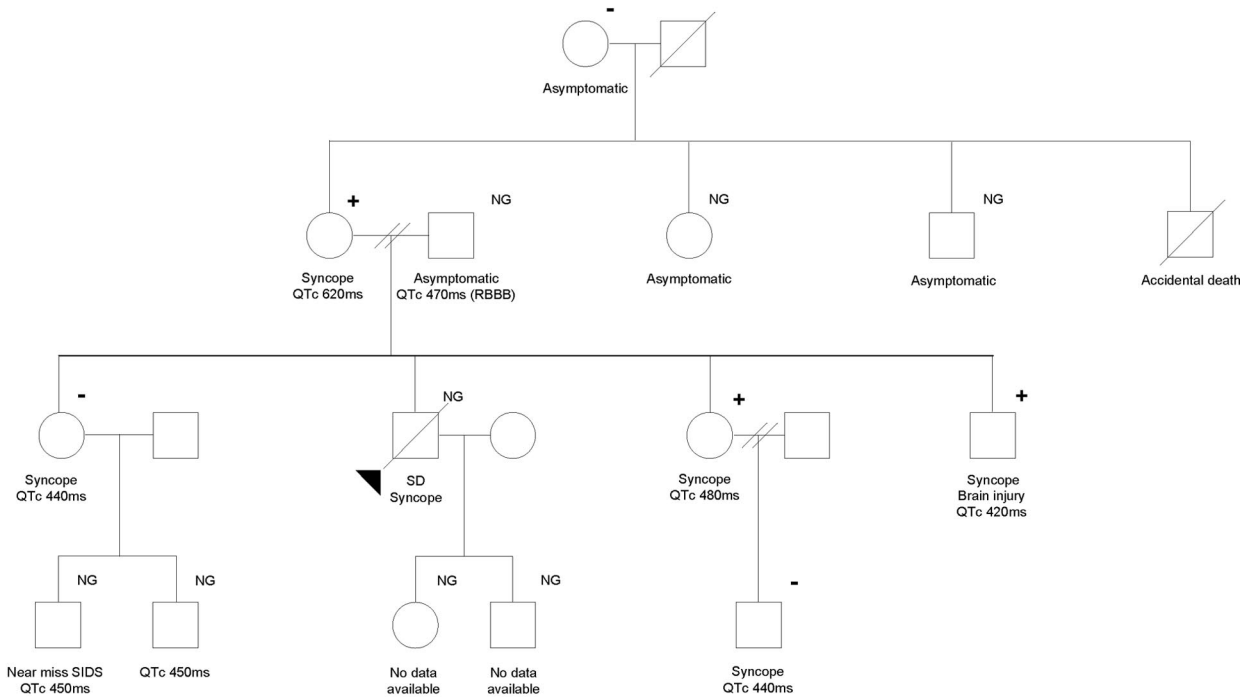 -
Asymptomatic
+
NG
NG
NG
Syncope
QTc 620ms
Asymptomatic
QTc 470ms (RBBB)
Asymptomatic
Asymptomatic
Accidental death
-
NG
+
+
Syncope
QTc 440ms
SD
Syncope
Syncope
QTc 480ms
Syncope
Brain injury
QTc 420ms
NG
NG
NG
NG
-
Near miss SIDS
QTc 450ms
QTc 450ms
No data
available
No data
available
Syncope
QTc 440ms